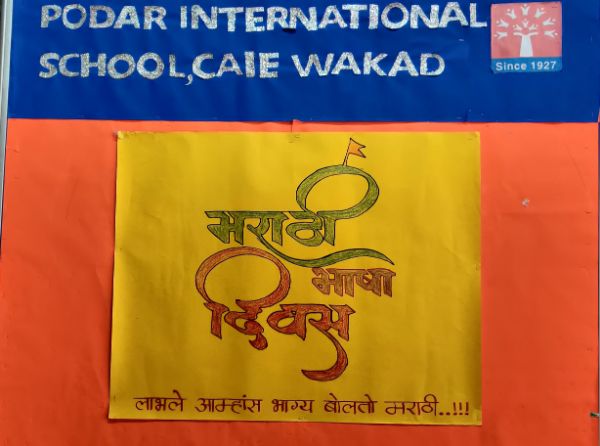 PODAR INTERNATIONAL
SCHOOL,CAIE WAKAD
Since 1927
मराठी
भाषा
दिवस
लाभले आम्हांस भाग्य बोलतो मराठी..!!!